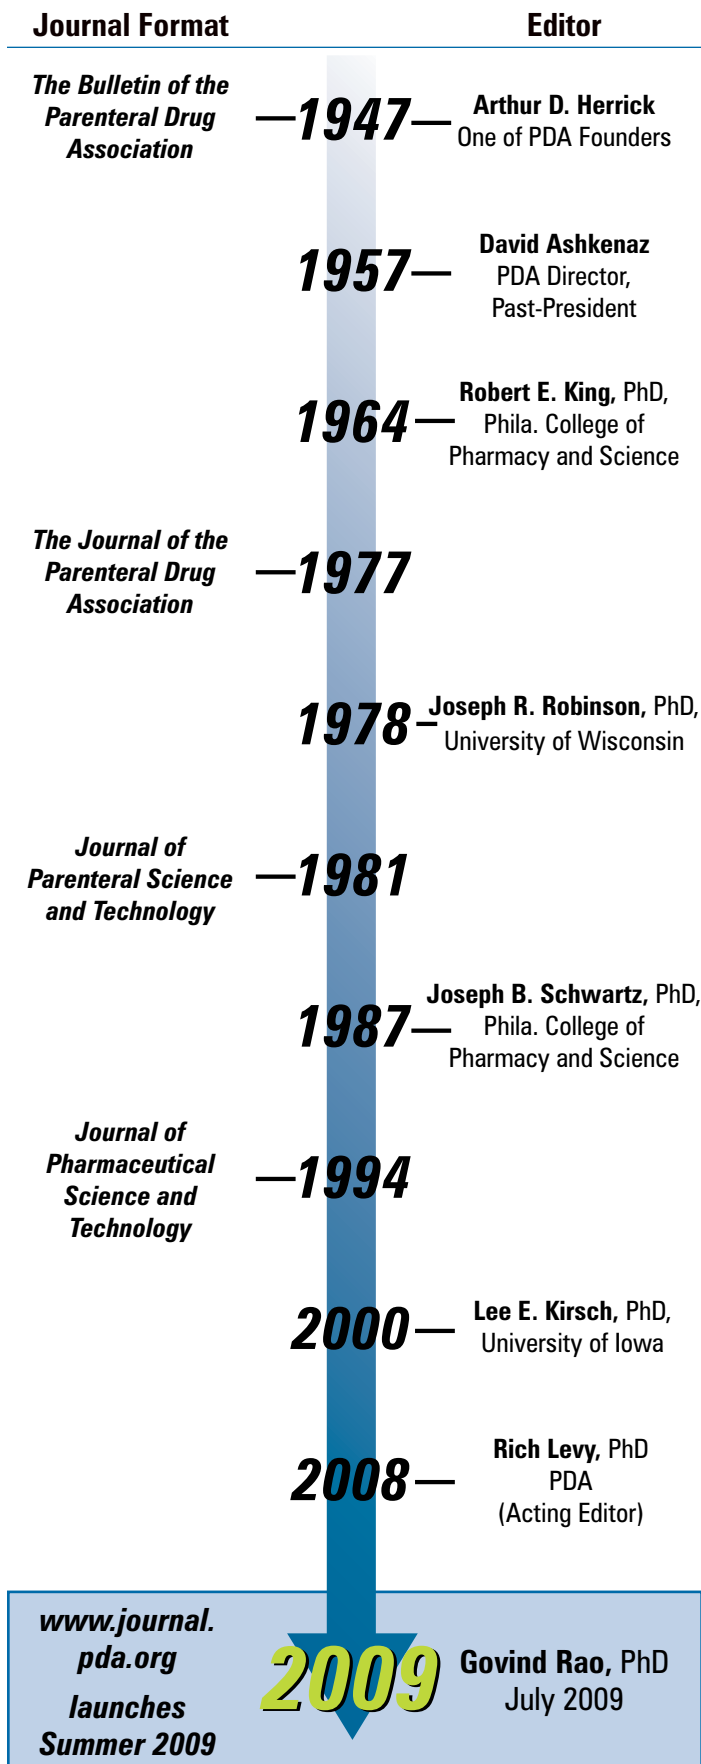 Journal Format
Editor
The Bulletin of the
Parenteral Drug
Association
1947
Arthur D. Herrick
One of PDA Founders
1957
David Ashkenaz
PDA Director,
Past-President
1964
Robert E. King, PhD,
Phila. College of
Pharmacy and Science
The Journal of the
Parenteral Drug
Association
1977
1978
Joseph R. Robinson, PhD,
University of Wisconsin
Journal of
Parenteral Science
and Technology
1981
1987
Joseph B. Schwartz, PhD,
Phila. College of
Pharmacy and Science
Journal of
Pharmaceutical
Science and
Technology
1994
2000
Lee E. Kirsch, PhD,
University of Iowa
2008
Rich Levy, PhD
PDA
(Acting Editor)
www.journal.
pda.org
launches
Summer 2009
2009
Govind Rao, PhD
July 2009